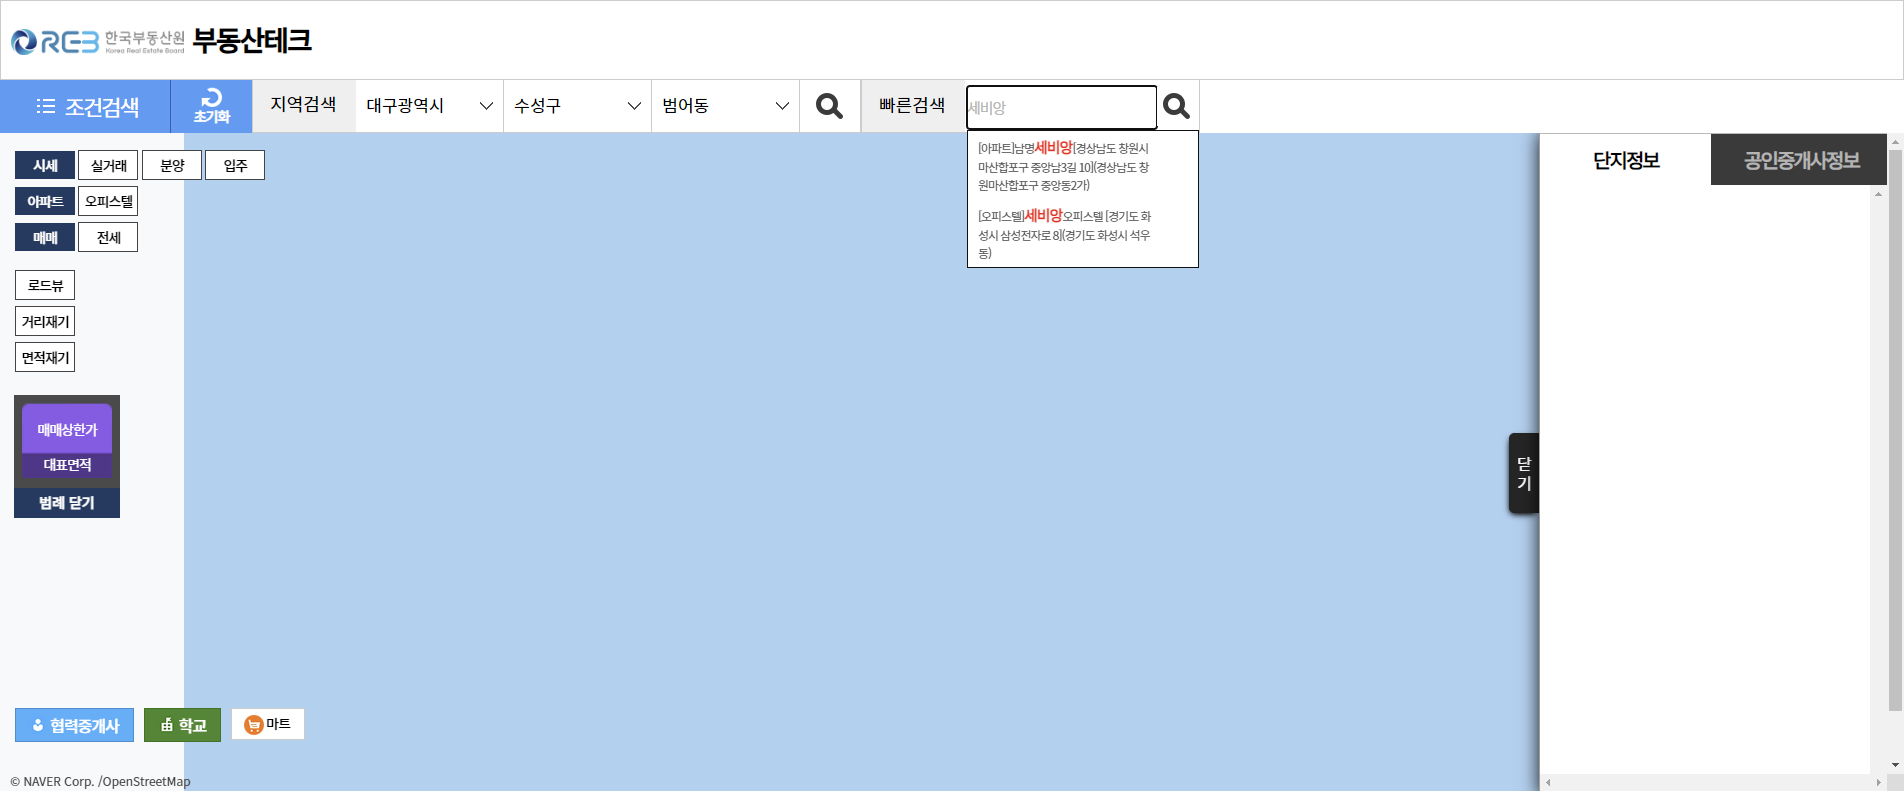 REB 한국부동산원 부동산테크
Korea Real Estate Board
조건검색
초기화
지역검색
대구광역시
수성구
범어동
빠른검색
세비앙
[아파트]남명세비앙[경상남도 창원시
마산합포구 중앙남3길 10](경상남도 창
원마산합포구 중앙동2가)
[오피스텔]세비앙오피스텔 [경기도 화
성시 삼성전자로 8](경기도 화성시 석우
동)
시세 실거래 분양 입주
아파트 오피스텔
매매 전세
로드뷰
거리재기
면적재기
매매상한가
대표면적
범례 닫기
단지정보
공인중개사정보
닫
기
협력중개사 학교 마트
© NAVER Corp. /OpenStreetMap